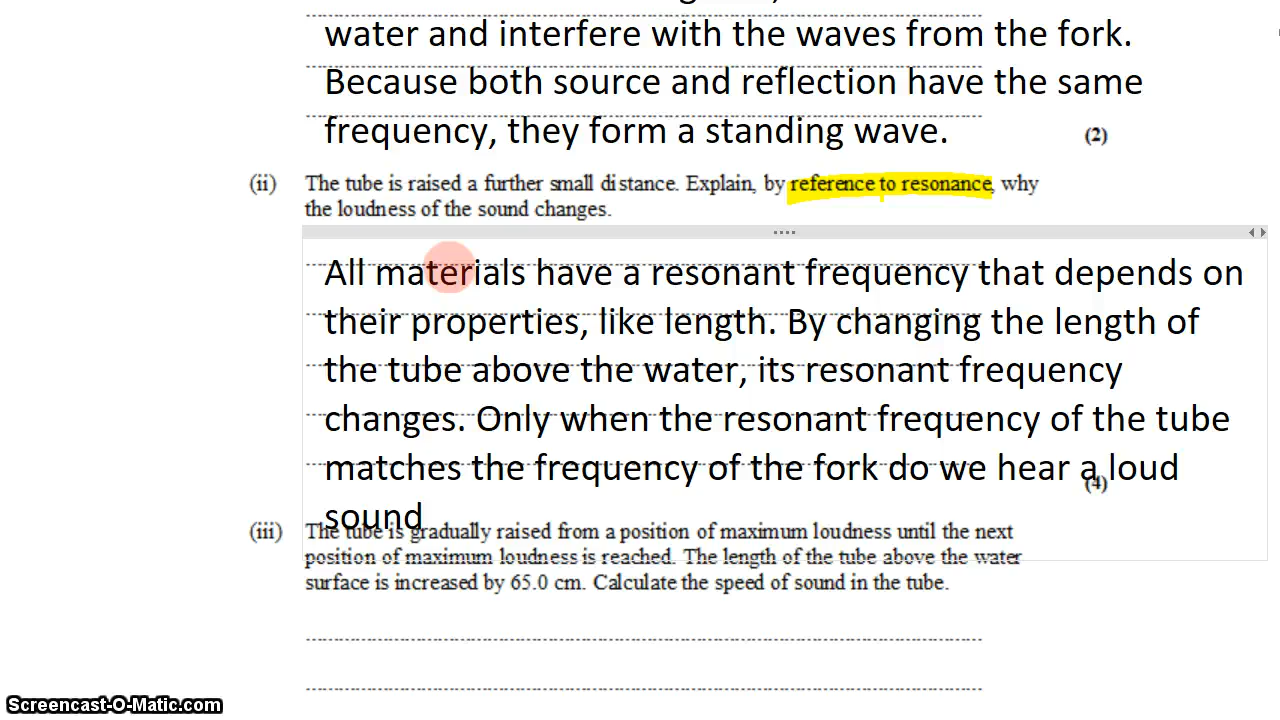 water and interfere with the waves from the fork.
Because both source and reflection have the same
frequency, they form a standing wave.
(2)
(ii) The tube is raised a further small distance. Explain, by reference to resonance, why
the loudness of the sound changes.
All materials have a resonant frequency that depends on
their properties, like length. By changing the length of
the tube above the water, its resonant frequency
changes. Only when the resonant frequency of the tube
matches the frequency of the fork do we hear a loud
(4)
sound
(iii) The tube is gradually raised from a position of maximum loudness until the next
position of maximum loudness is reached. The length of the tube above the water
surface is increased by 65.0 cm. Calculate the speed of sound in the tube.
Screencast-O-Matic.com